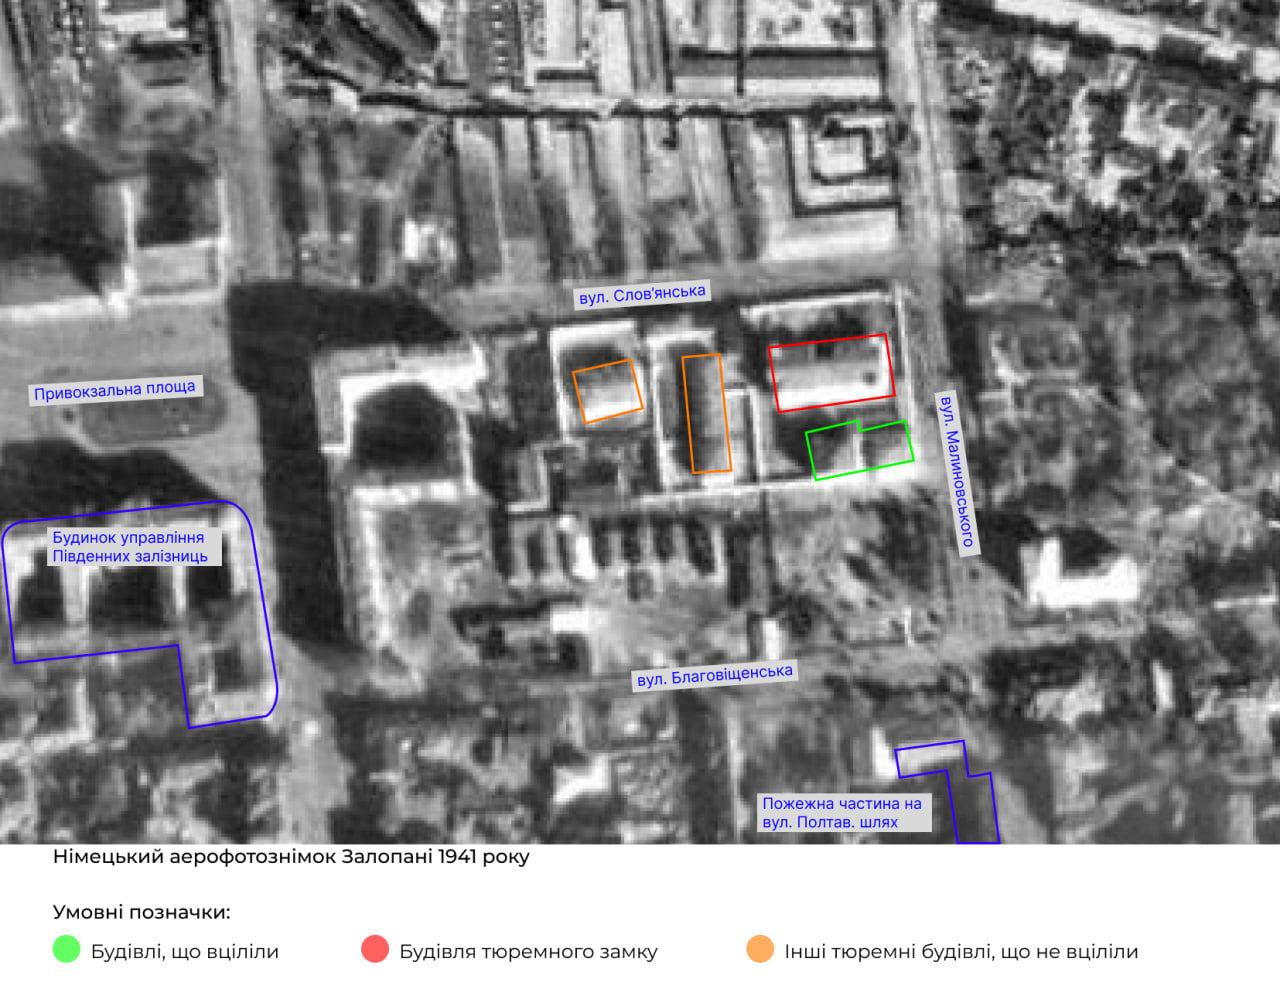 вул. Слов'янська
Привокзальна площа
вул. Малиновського
Будинок управління
Південних залізниць
вул. Благовіщенська
Пожежна частина на
вул. Полтав. шлях
Німецький аерофотознімок Залопані 1941 року
Умовні позначки:
Будівлі, що вціліли
Будівля тюремного замку
Інші тюремні будівлі, що не вціліли